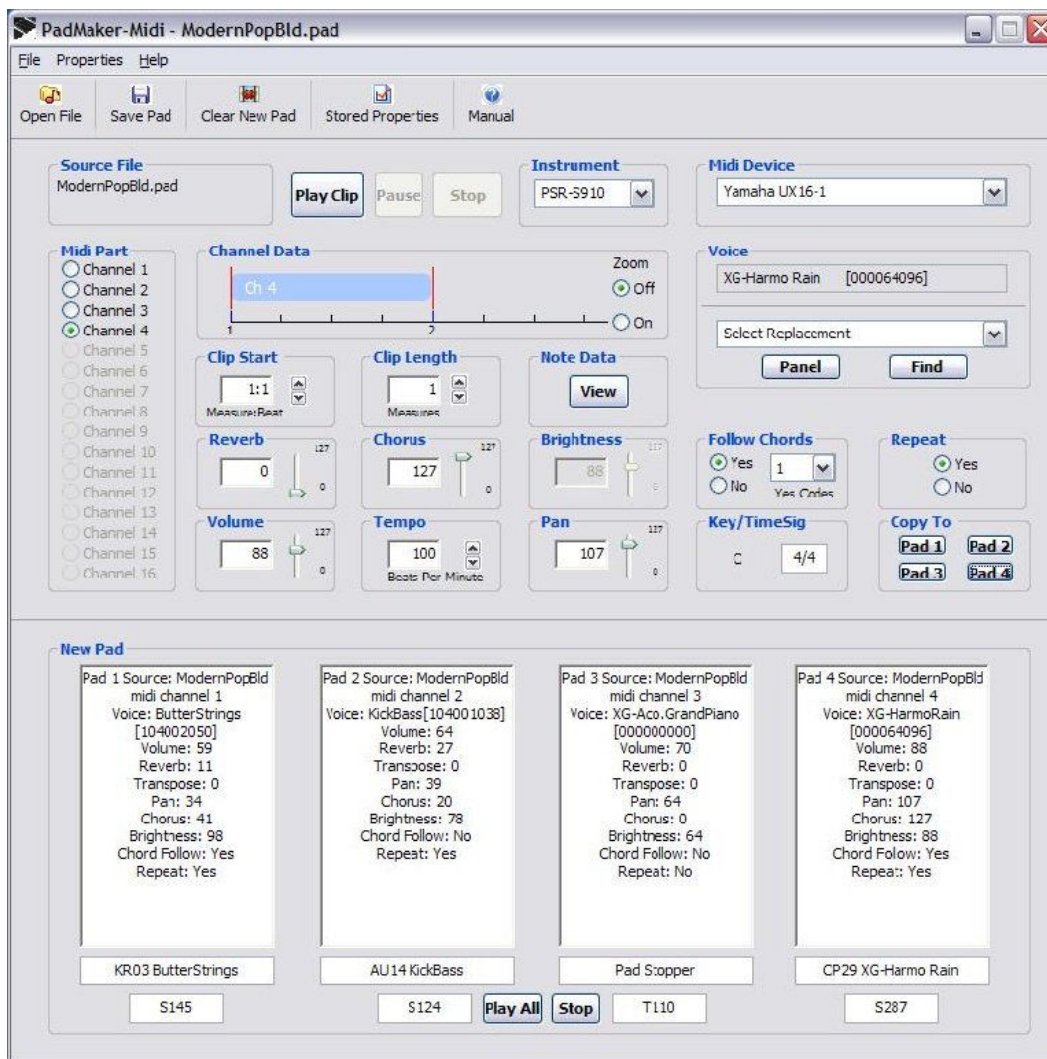 PadMaker-Midi - ModernPopBld.pad
File Properties Help
Open File Save Pad Clear New Pad Stored Properties Manual
Source File
ModernPopBld.pad
Play Clip Pause Stop
Instrument
PSR-S910
Midi Device
Yamaha UX16-1
Midi Part
Channel 1
Channel 2
Channel 3
Channel 4
Channel 5
Channel 6
Channel 7
Channel 8
Channel 9
Channel 10
Channel 11
Channel 12
Channel 13
Channel 14
Channel 15
Channel 16
Channel Data
Ch 4
1 2
Zoom
Off
On
Voice
XG-Harmo Rain [000064096]
Select Replacement
Panel Find
Clip Start
1:1
Measure:Beat
Clip Length
1
Measures
Note Data
View
Reverb
0
127
0
Chorus
127
127
0
Brightness
88
Follow Chords
Yes
No
1
Yes Codes
Repeat
Yes
No
Volume
88
127
0
Tempo
100
Beats Per Minute
Pan
107
127
0
Key/TimeSig
C 4/4
Copy To
Pad 1 Pad 2
Pad 3 Pad 4
New Pad
Pad 1 Source: ModernPopBld
midi channel 1
Voice: ButterStrings
[104002050]
Volume: 59
Reverb: 11
Transpose: 0
Pan: 34
Chorus: 41
Brightness: 98
Chord Follow: Yes
Repeat: Yes
Pad 2 Source: ModernPopBld
midi channel 2
Voice: KickBass[104001038]
Volume: 64
Reverb: 27
Transpose: 0
Pan: 39
Chorus: 20
Brightness: 78
Chord Follow: No
Repeat: Yes
Pad 3 Source: ModernPopBld
midi channel 3
Voice: XG-Aco.GrandPiano
[000000000]
Volume: 70
Reverb: 0
Transpose: 0
Pan: 64
Chorus: 0
Brightness: 64
Chord Follow: No
Repeat: No
Pad 4 Source: ModernPopBld
midi channel 4
Voice: XG-HarmoRain
[000064096]
Volume: 88
Reverb: 0
Transpose: 0
Pan: 107
Chorus: 127
Brightness: 88
Chord Follow: Yes
Repeat: Yes
KR03 ButterStrings
AU14 KickBass
Pad Stopper
CP29 XG-Harmo Rain
S145
S124
Play All Stop
T110
S287